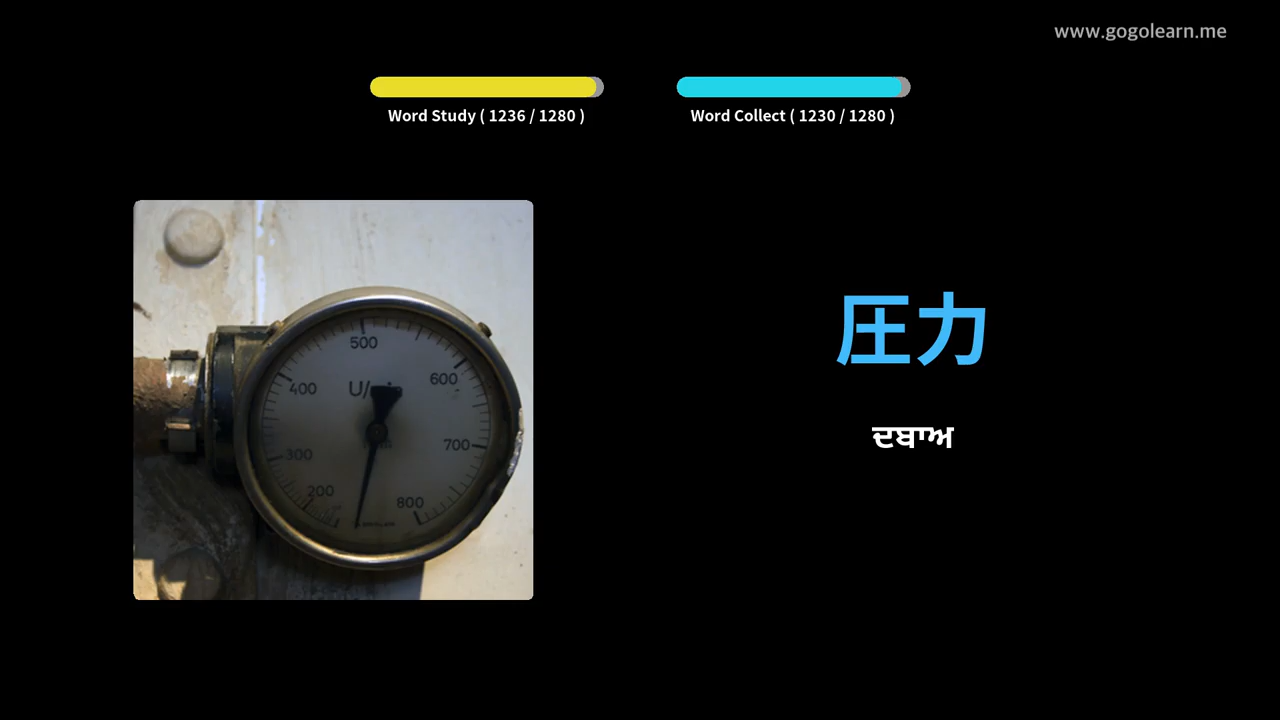 www.gogolearn.me
Word Study ( 1236 / 1280 )
Word Collect ( 1230 / 1280 )
500
400
600
U/
300
700
200
800
圧力
ਦਬਾਅ